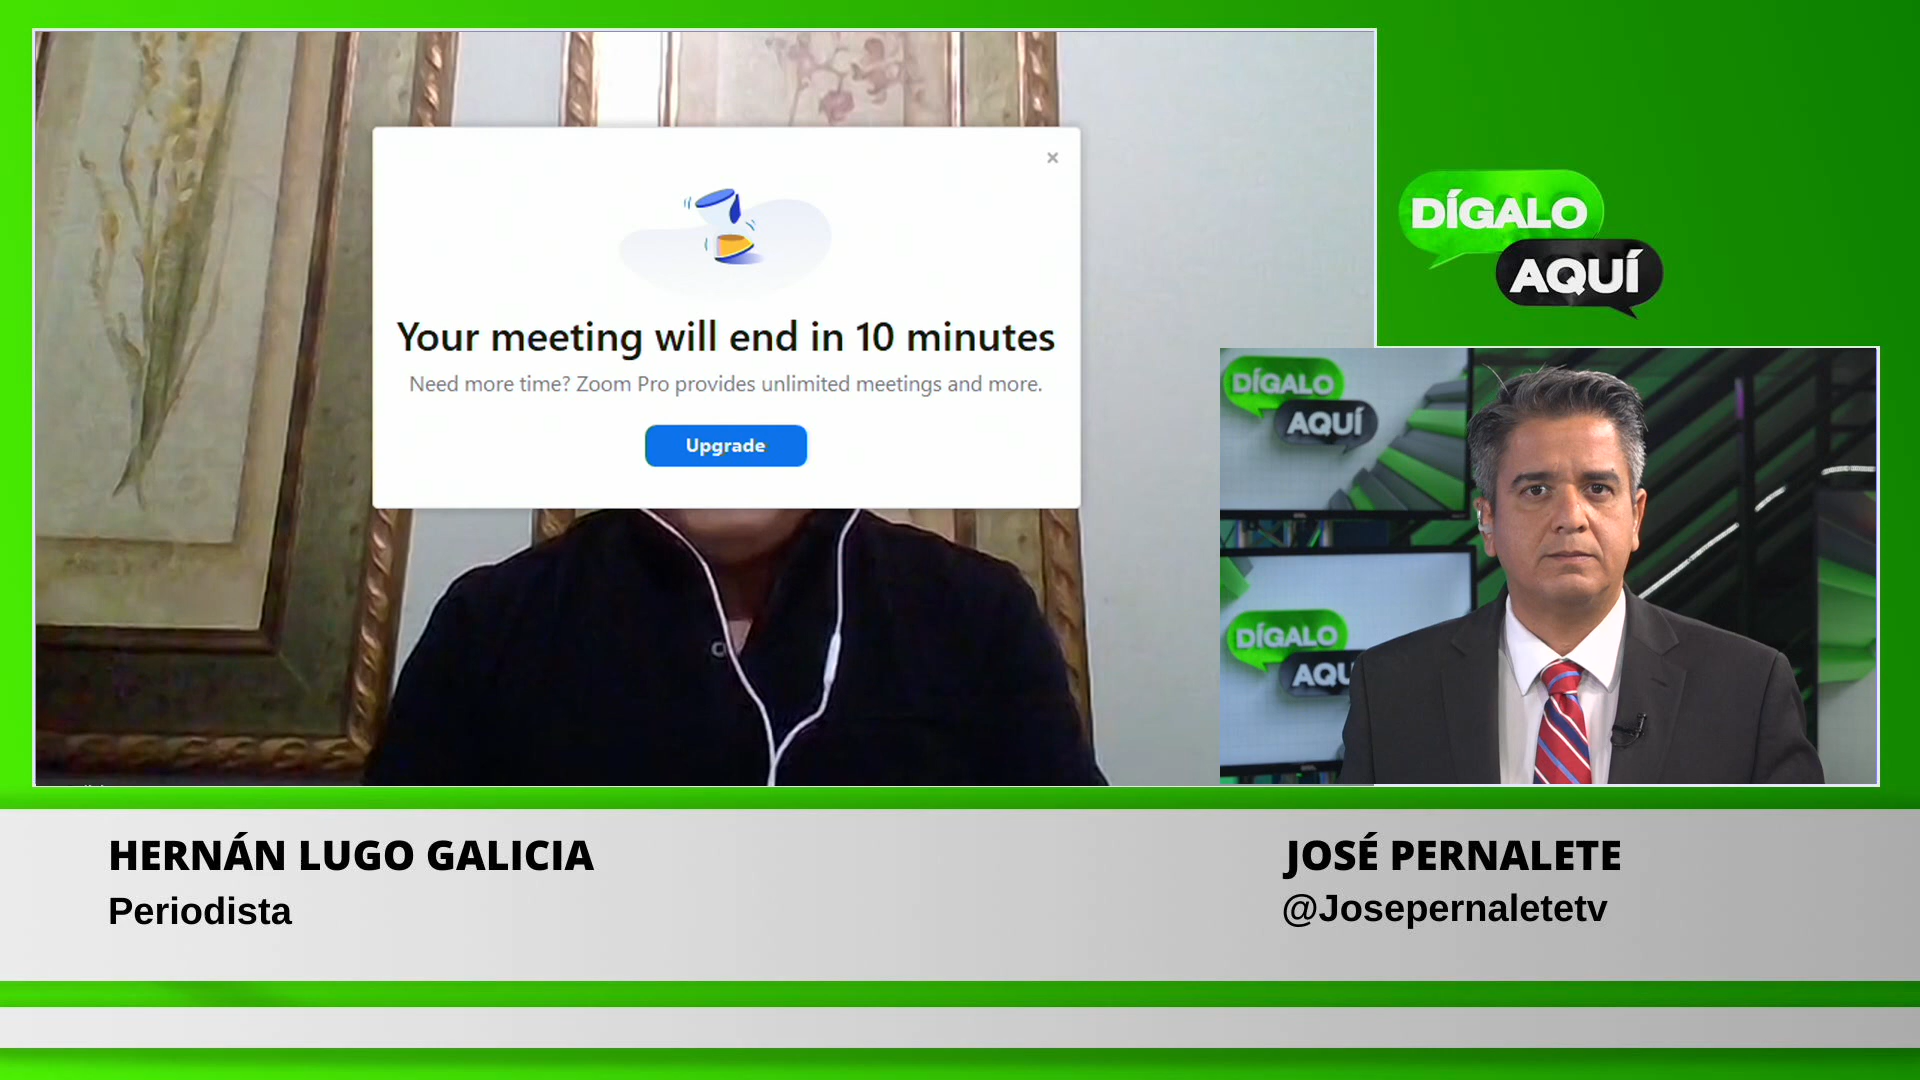 ×
Your meeting will end in 10 minutes
Need more time? Zoom Pro provides unlimited meetings and more.
Upgrade
DÍGALO
AQUÍ
DÍGALO
AQUÍ
DÍGALO
AQU
HERNÁN LUGO GALICIA
Periodista
JOSÉ PERNALETE
@Josepernaletetv